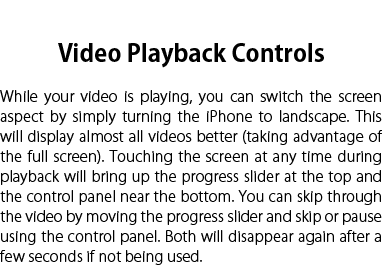 Video Playback Controls
While your video is playing, you can switch the screen
aspect by simply turning the iPhone to landscape. This
will display almost all videos better (taking advantage of
the full screen). Touching the screen at any time during
playback will bring up the progress slider at the top and
the control panel near the bottom. You can skip through
the video by moving the progress slider and skip or pause
using the control panel. Both will disappear again after a
few seconds if not being used.